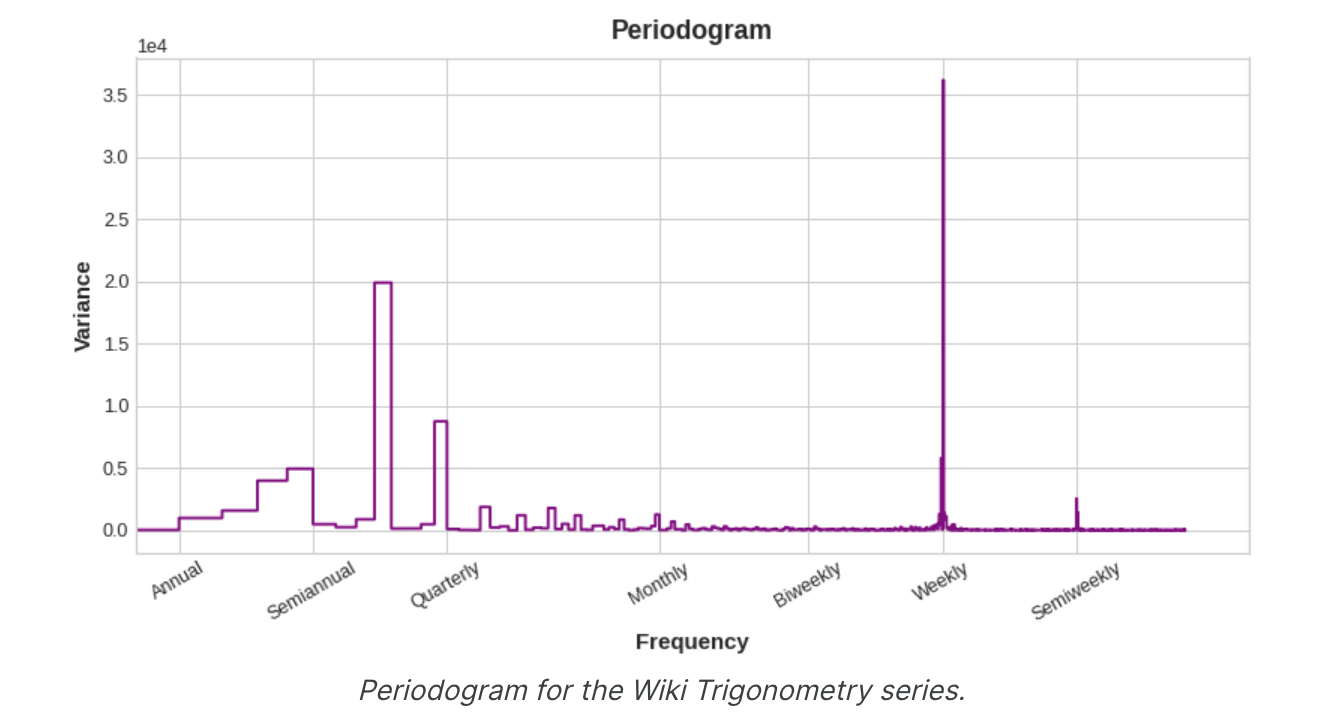 Periodogram
1e4
3.5
3.0
2.5
2.0
1.5
1.0
0.5
0.0
Variance
Annual
Semiannual
Quarterly
Monthly
Biweekly
Weekly
Semiweekly
Frequency
Periodogram for the Wiki Trigonometry series.